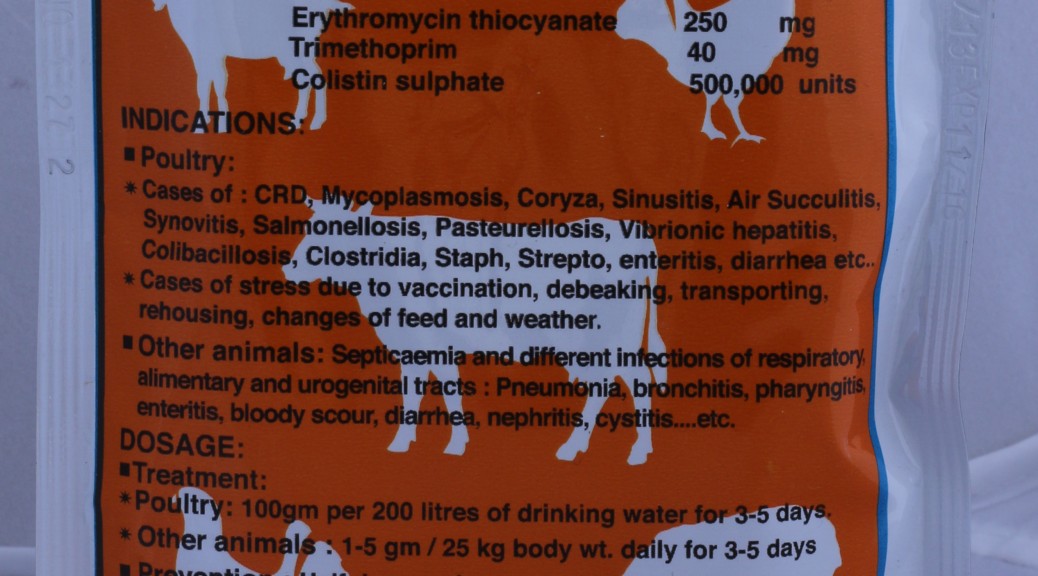 Erythromycin thiocyanate 250 mg
Trimethoprim 40 mg
Colistin sulphate 500,000 units
INDICATIONS:
■ Poultry:
* Cases of : CRD, Mycoplasmosis, Coryza, Sinusitis, Air Succulitis,
Synovitis, Salmonellosis, Pasteurellosis, Vibrionic hepatitis,
Colibacillosis, Clostridia, Staph, Strepto, enteritis, diarrhea etc..
* Cases of stress due to vaccination, debeaking, transporting,
rehousing, changes of feed and weather.
■ Other animals: Septicaemia and different infections of respiratory,
alimentary and urogenital tracts : Pneumonia, bronchitis, pharyngitis,
enteritis, bloody scour, diarrhea, nephritis, cystitis....etc.
DOSAGE:
■ Treatment:
* Poultry: 100gm per 200 litres of drinking water for 3-5 days.
* Other animals : 1-5 gm / 25 kg body wt. daily for 3-5 days
■ Prevention :